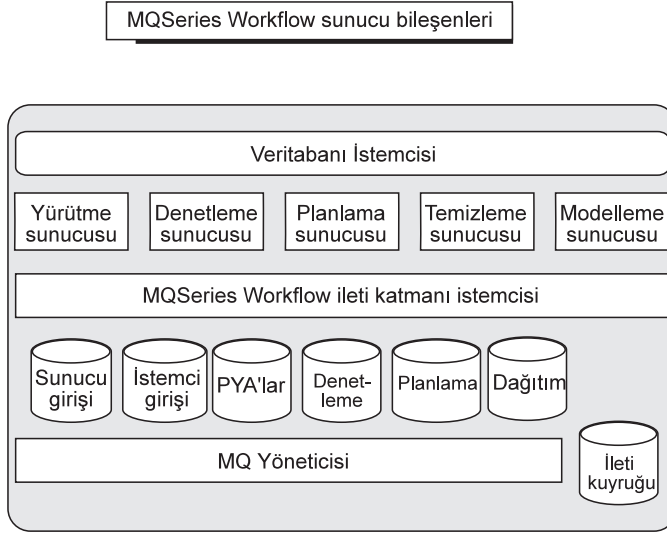 MQSeries Workflow sunucu bileşenleri
Veritabanı İstemcisi
Yürütme
sunucusu
Denetleme
sunucusu
Planlama
sunucusu
Temizleme
sunucusu
Modelleme
sunucusu
MQSeries Workflow ileti katmanı istemcisi
Sunucu
girişi
İstemci
girişi
PYA'lar
Denet-
leme
Planlama
Dağıtım
MQ Yöneticisi
İleti
kuyruğu